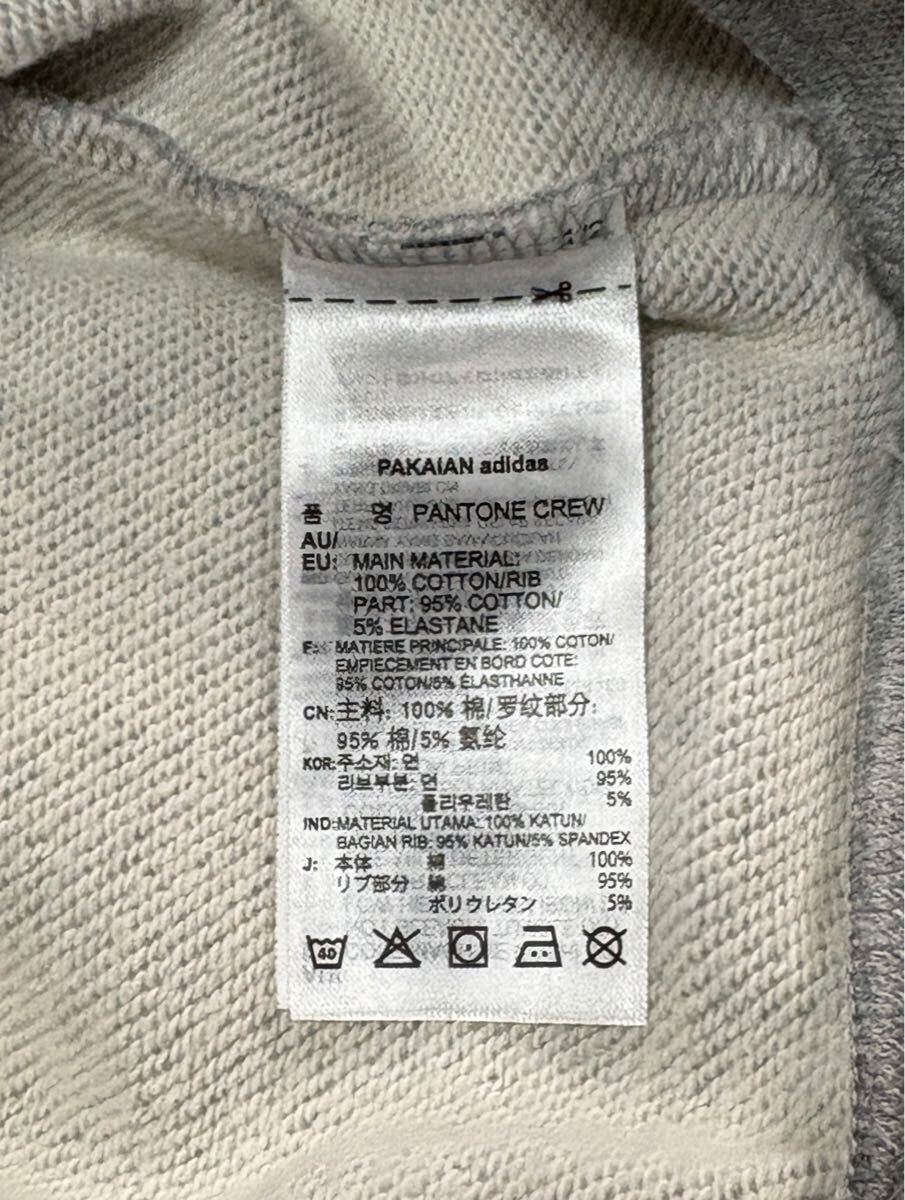 PAKAIAN adidas
품 명 PANTONE CREW
AU/
EU: MAIN MATERIAL:
100% COTTON/RIB
PART: 95% COTTON/
5% ELASTANE
F: MATIERE PRINCIPALE: 100% COTON/
EMPIECEMENT EN BORD COTE:
95% COTON/5% ÉLASTHANNE
CN: 主料: 100% 棉/罗纹部分:
95% 棉/5% 氨纶
KOR: 주소재: 면 100%
리브부분: 면 95%
폴리우레탄 5%
IND: MATERIAL UTAMA: 100% KATUN/
BAGIAN RIB: 95% KATUN/5% SPANDEX
J: 本体 綿 100%
リブ部分 綿 95%
ポリウレタン 5%
40